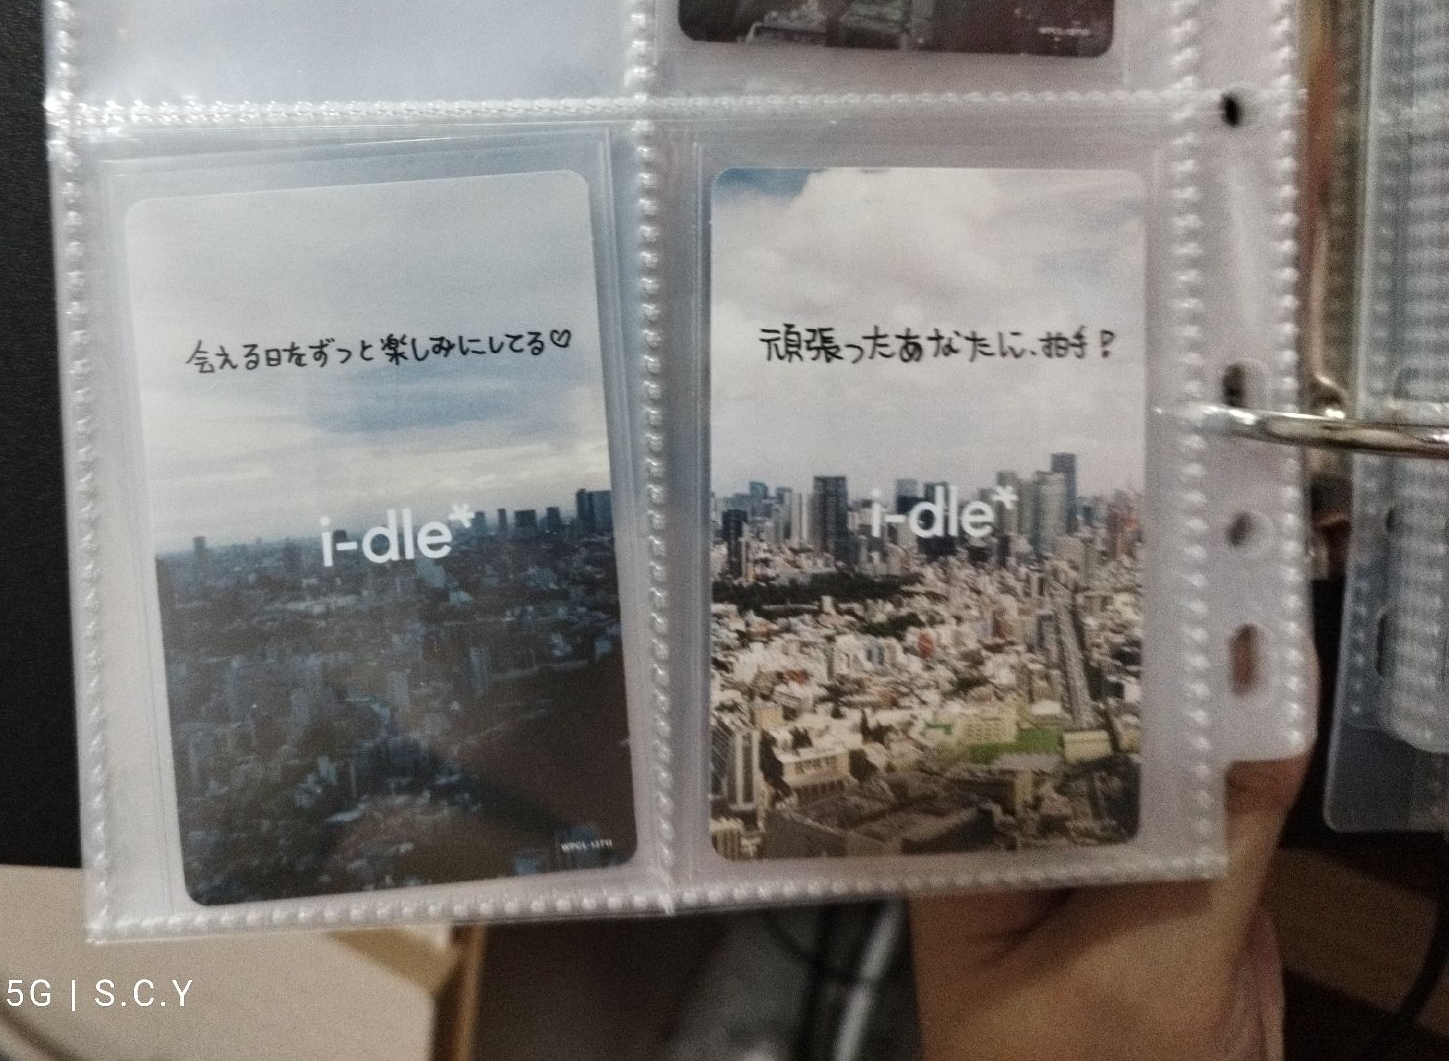 会える日をずっと楽しみにしてる♡
i-dle*
頑張ったあなたに、拍手!
i-dle*
5G | S.C.Y